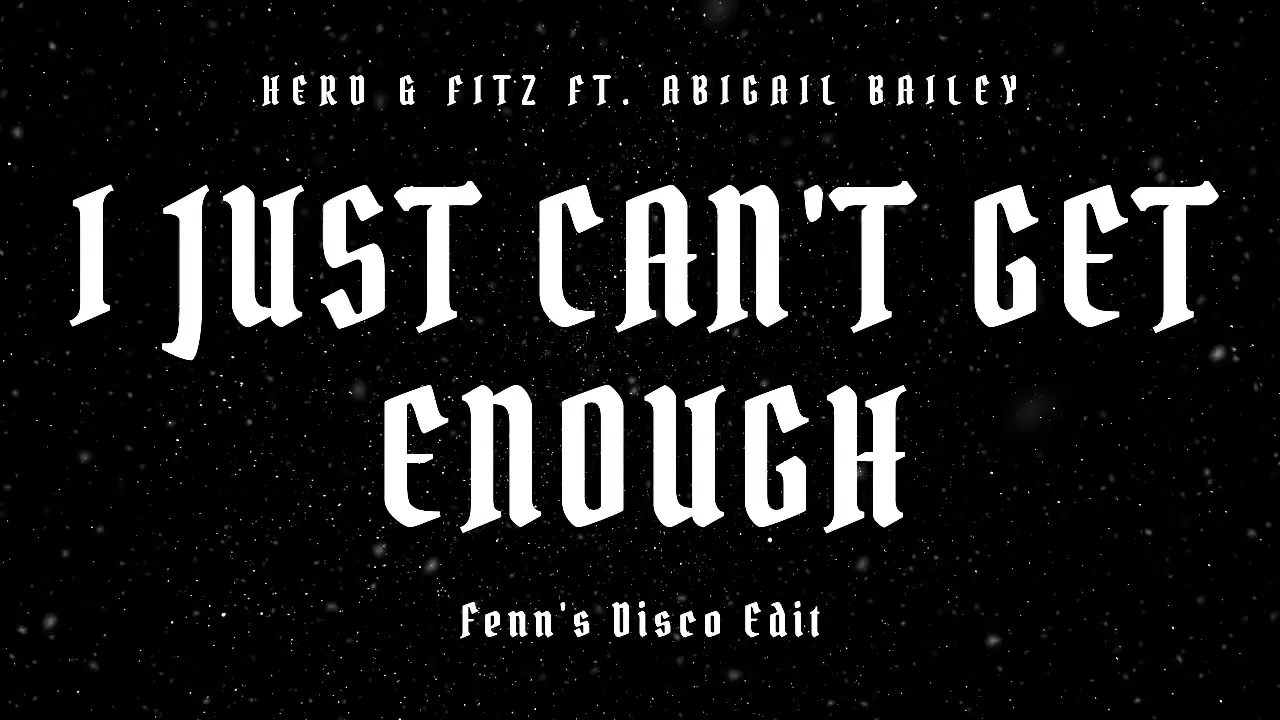 HERD & FITZ FT. ABIGAIL BAILEY
I JUST CAN'T GET
ENOUGH
Fenn's Disco Edit